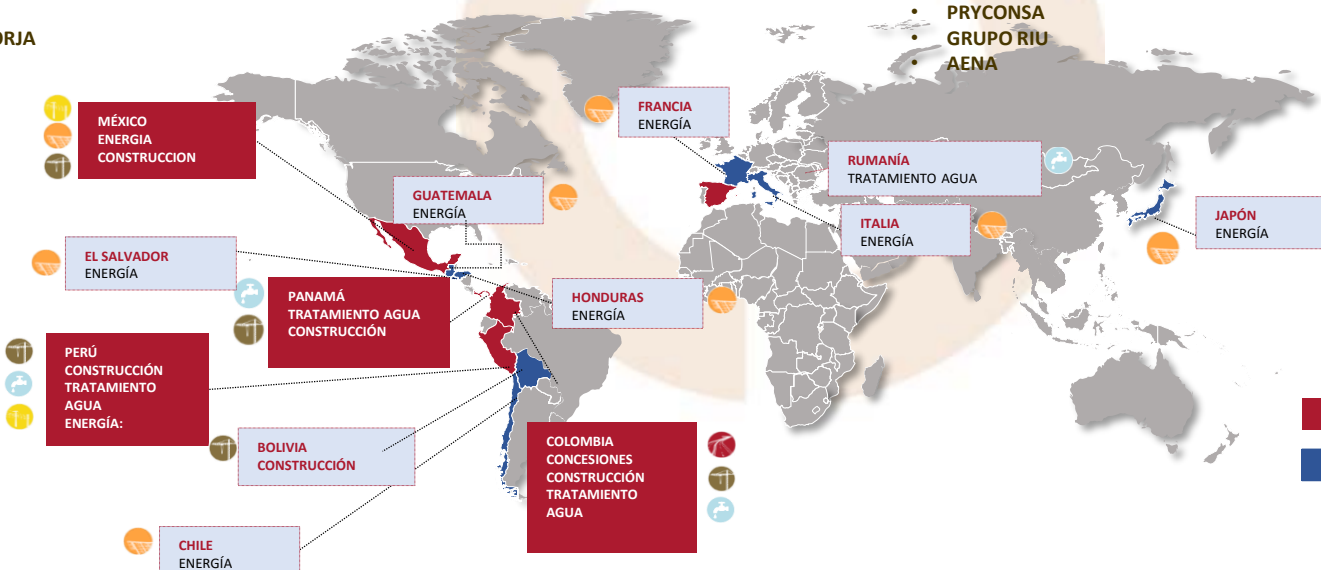 ORJA
• PRYCONSA
• GRUPO RIU
• AENA
MÉXICO
ENERGIA
CONSTRUCCION
FRANCIA
ENERGÍA
GUATEMALA
ENERGÍA
RUMANÍA
TRATAMIENTO AGUA
ITALIA
ENERGÍA
JAPÓN
ENERGÍA
EL SALVADOR
ENERGÍA
PANAMÁ
TRATAMIENTO AGUA
CONSTRUCCIÓN
HONDURAS
ENERGÍA
PERÚ
CONSTRUCCIÓN
TRATAMIENTO
AGUA
ENERGÍA:
BOLIVIA
CONSTRUCCIÓN
COLOMBIA
CONCESIONES
CONSTRUCCIÓN
TRATAMIENTO
AGUA
CHILE
ENERGÍA